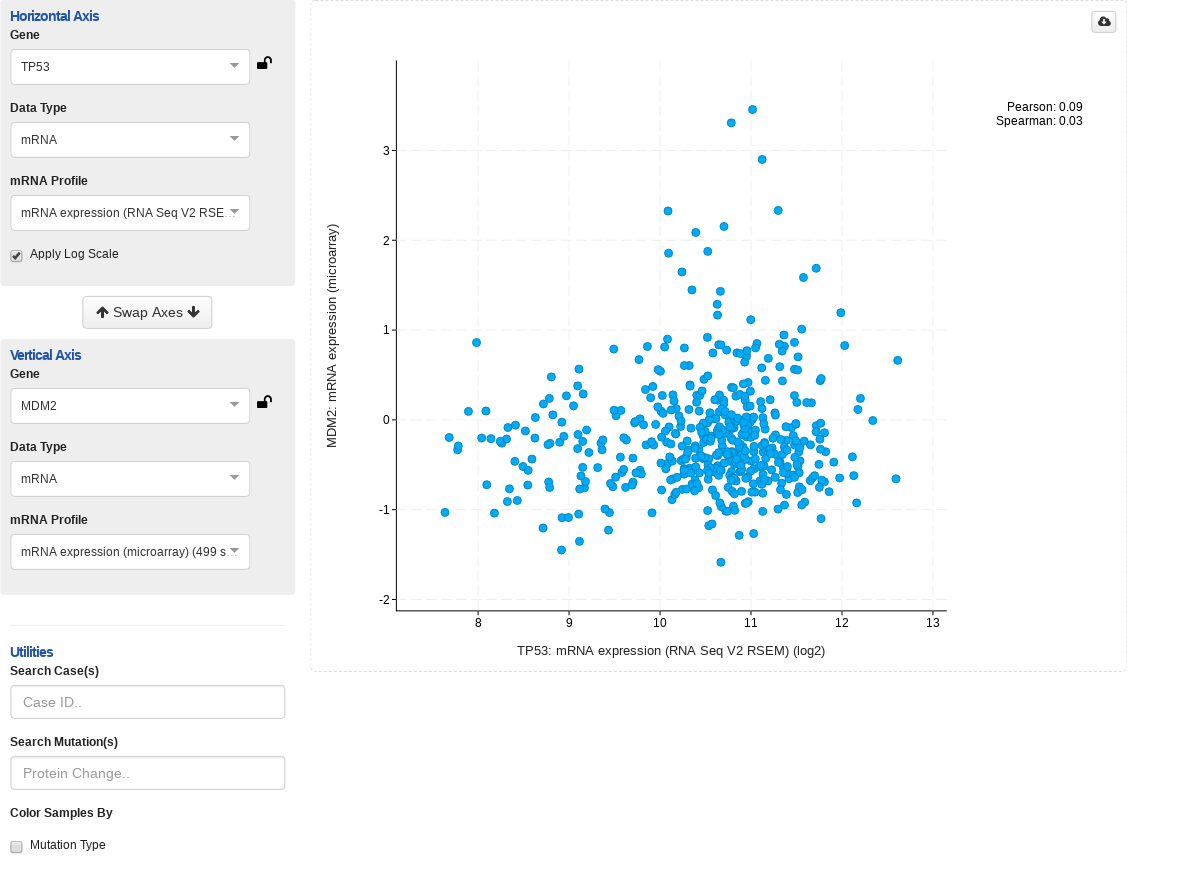 Horizontal Axis
Gene
TP53
Data Type
mRNA
mRNA Profile
mRNA expression (RNA Seq V2 RSE...
Apply Log Scale
Swap Axes
Vertical Axis
Gene
MDM2
Data Type
mRNA
mRNA Profile
mRNA expression (microarray) (499 s...
Utilities
Search Case(s)
Case ID..
Search Mutation(s)
Protein Change..
Color Samples By
Mutation Type
Pearson: 0.09
Spearman: 0.03
MDM2: mRNA expression (microarray)
3
2
1
0
-1
-2
8 9 10 11 12 13
TP53: mRNA expression (RNA Seq V2 RSEM) (log2)